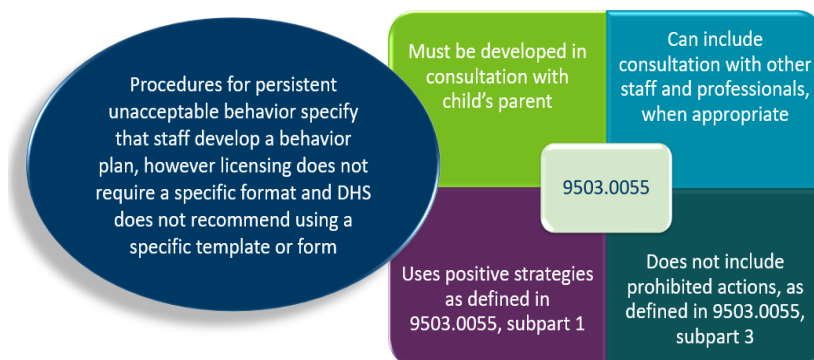 Procedures for persistent
unacceptable behavior specify
that staff develop a behavior
plan, however licensing does not
require a specific format and DHS
does not recommend using a
specific template or form
Must be developed in
consultation with
child's parent
Can include
consultation with other
staff and professionals,
when appropriate
9503.0055
Uses positive strategies
as defined in
9503.0055, subpart 1
Does not include
prohibited actions, as
defined in 9503.0055,
subpart 3